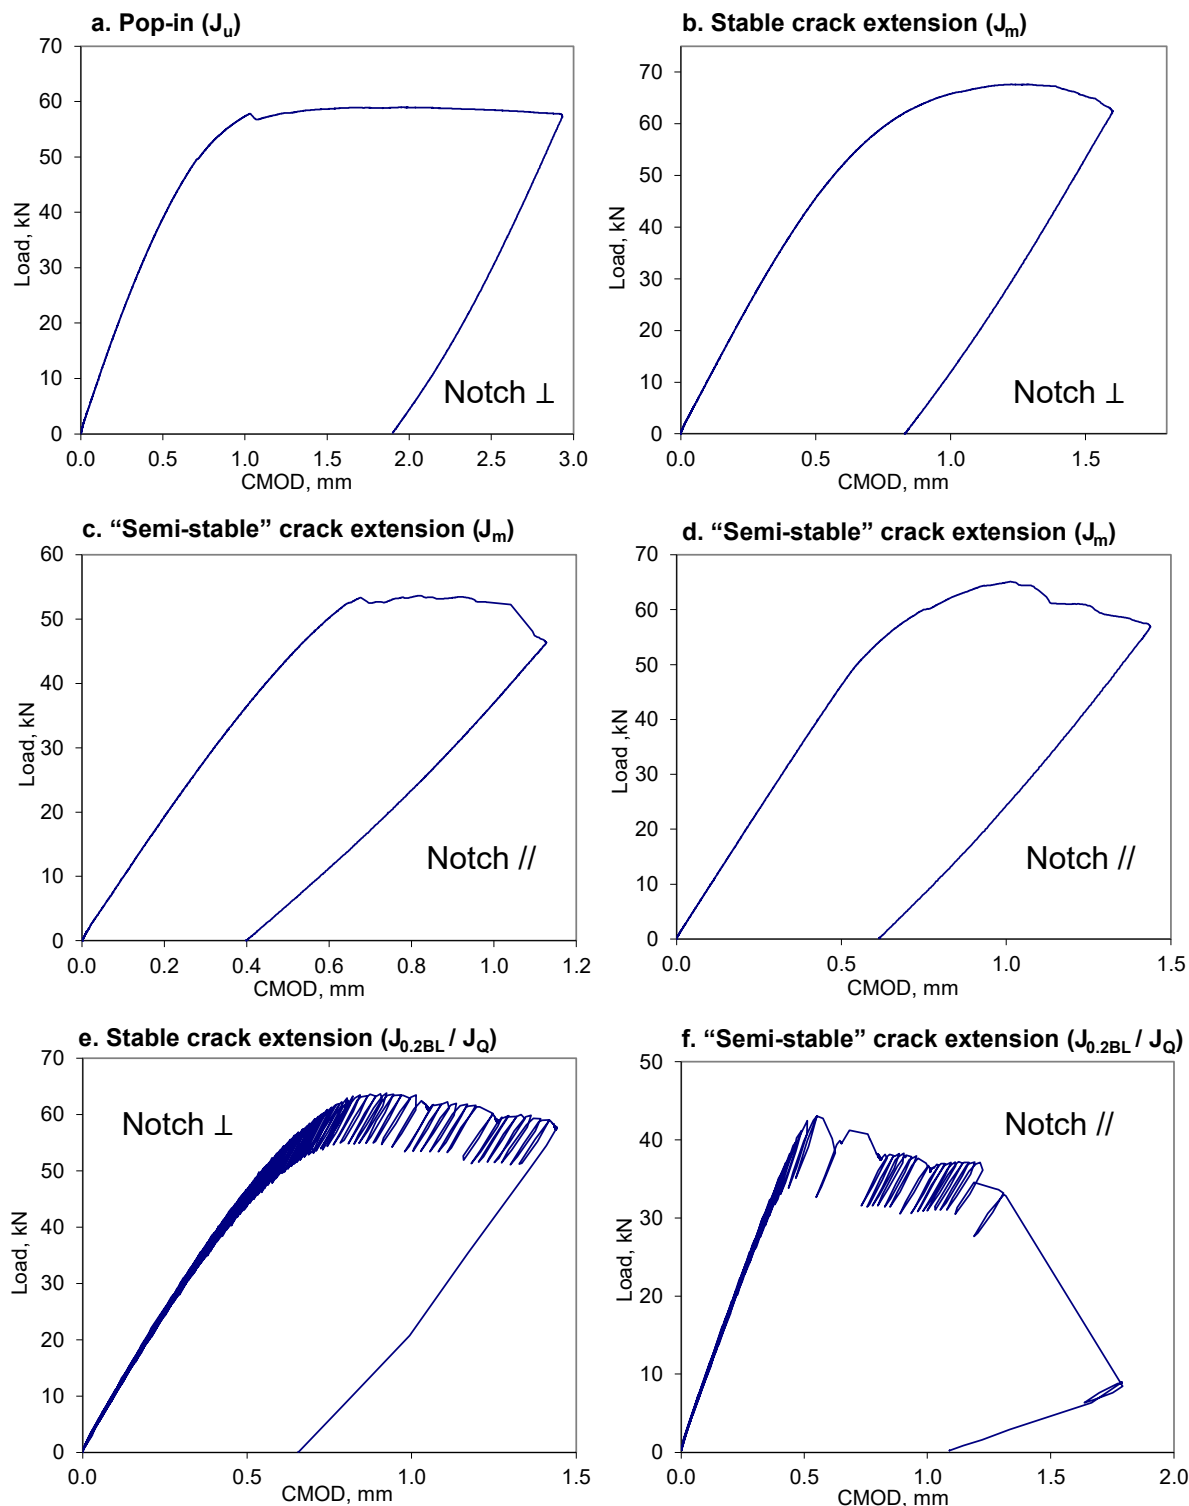 a. Pop-in (Ju)
70
60
50
40
30
20
10
0
Load, kN
Notch ⊥
0.0 0.5 1.0 1.5 2.0 2.5 3.0
CMOD, mm
b. Stable crack extension (Jm)
70
60
50
40
30
20
10
0
Load, kN
Notch ⊥
0.0 0.5 1.0 1.5
CMOD, mm
c. “Semi-stable” crack extension (Jm)
60
50
40
30
20
10
0
Load, kN
Notch //
0.0 0.2 0.4 0.6 0.8 1.0 1.2
CMOD, mm
d. “Semi-stable” crack extension (Jm)
70
60
50
40
30
20
10
0
Load ,kN
Notch //
0.0 0.5 1.0 1.5
CMOD, mm
e. Stable crack extension (J0.2BL / JQ)
70
60
50
40
30
20
10
0
Load, kN
Notch ⊥
0.0 0.5 1.0 1.5
CMOD, mm
f. “Semi-stable” crack extension (J0.2BL / JQ)
50
40
30
20
10
0
Load, kN
Notch //
0.0 0.5 1.0 1.5 2.0
CMOD, mm